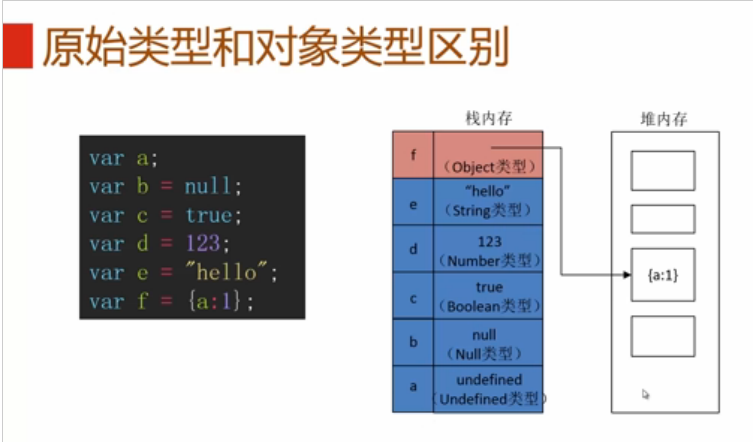 原始类型和对象类型区别
var a;
var b = null;
var c = true;
var d = 123;
var e = "hello";
var f = {a:1};
栈内存
f
（Object类型）
e
“hello”
（String类型）
d
123
（Number类型）
c
true
（Boolean类型）
b
null
（Null类型）
a
undefined
（Undefined类型）
堆内存
{a:1}